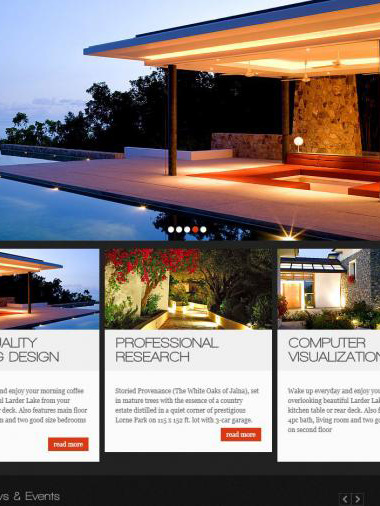 UALITY
G DESIGN
and enjoy your morning coffee
ul Larder Lake from your
r deck. Also features main floor
n and two good size bedrooms
read more
PROFESSIONAL
RESEARCH
Storied Provenance (The White Oaks of Jalna), set
in mature trees with the essence of a country
estate distilled in a quiet corner of prestigious
Lorne Park on 115 x 152 ft. lot with 3-car garage.
read more
COMPUTER
VISUALIZATION
Wake up everyday and enjoy you
overlooking beautiful Larder Lake
kitchen table or rear deck. Also f
4pc bath, living room and two go
on second floor
ws & Events